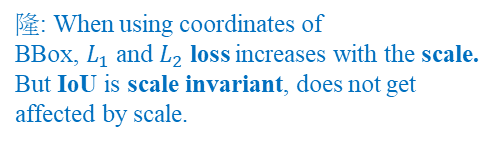 隆: When using coordinates of
BBox, L₁ and L₂ loss increases with the scale.
But IoU is scale invariant, does not get
affected by scale.